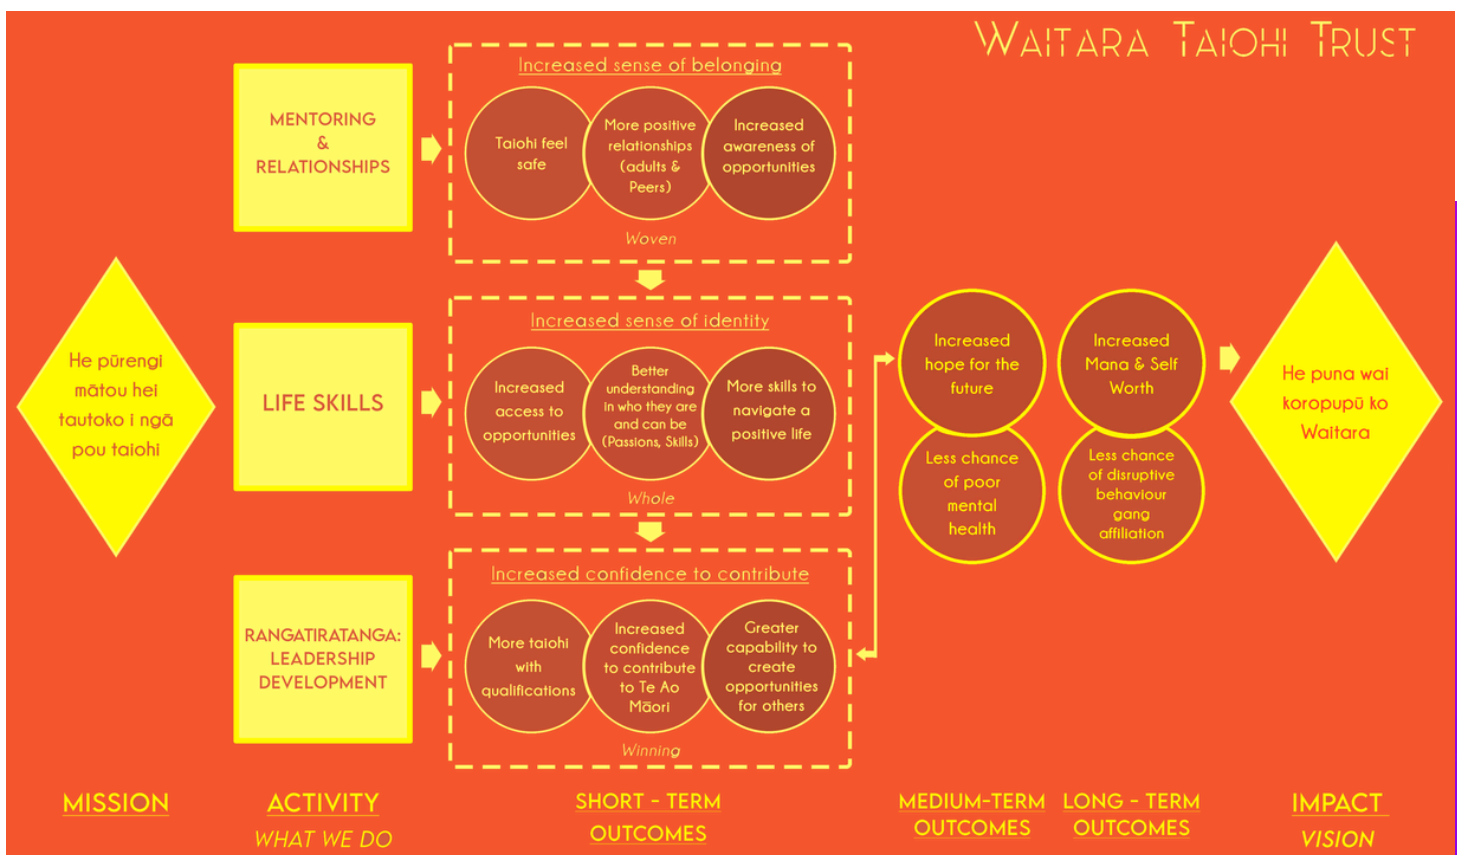 WAITARA TAIOHI TRUST
He pūrengi
mātou hei
tautoko i ngā
pou taiohi
MISSION
MENTORING
&
RELATIONSHIPS
LIFE SKILLS
RANGATIRATANGA:
LEADERSHIP
DEVELOPMENT
ACTIVITY
WHAT WE DO
Increased sense of belonging
Taiohi feel
safe
More positive
relationships
(adults &
Peers)
Increased
awareness of
opportunities
Woven
Increased sense of identity
Increased
access to
opportunities
Better
understanding
in who they are
and can be
(Passions, Skills)
More skills to
navigate a
positive life
Whole
Increased confidence to contribute
More taiohi
with
qualifications
Increased
confidence
to contribute
to Te Ao
Māori
Greater
capability to
create
opportunities
for others
Winning
SHORT - TERM
OUTCOMES
Increased
hope for the
future
Less chance
of poor
mental
health
MEDIUM-TERM
OUTCOMES
Increased
Mana & Self
Worth
Less chance
of disruptive
behaviour
gang
affiliation
LONG - TERM
OUTCOMES
He puna wai
koropupū ko
Waitara
IMPACT
VISION